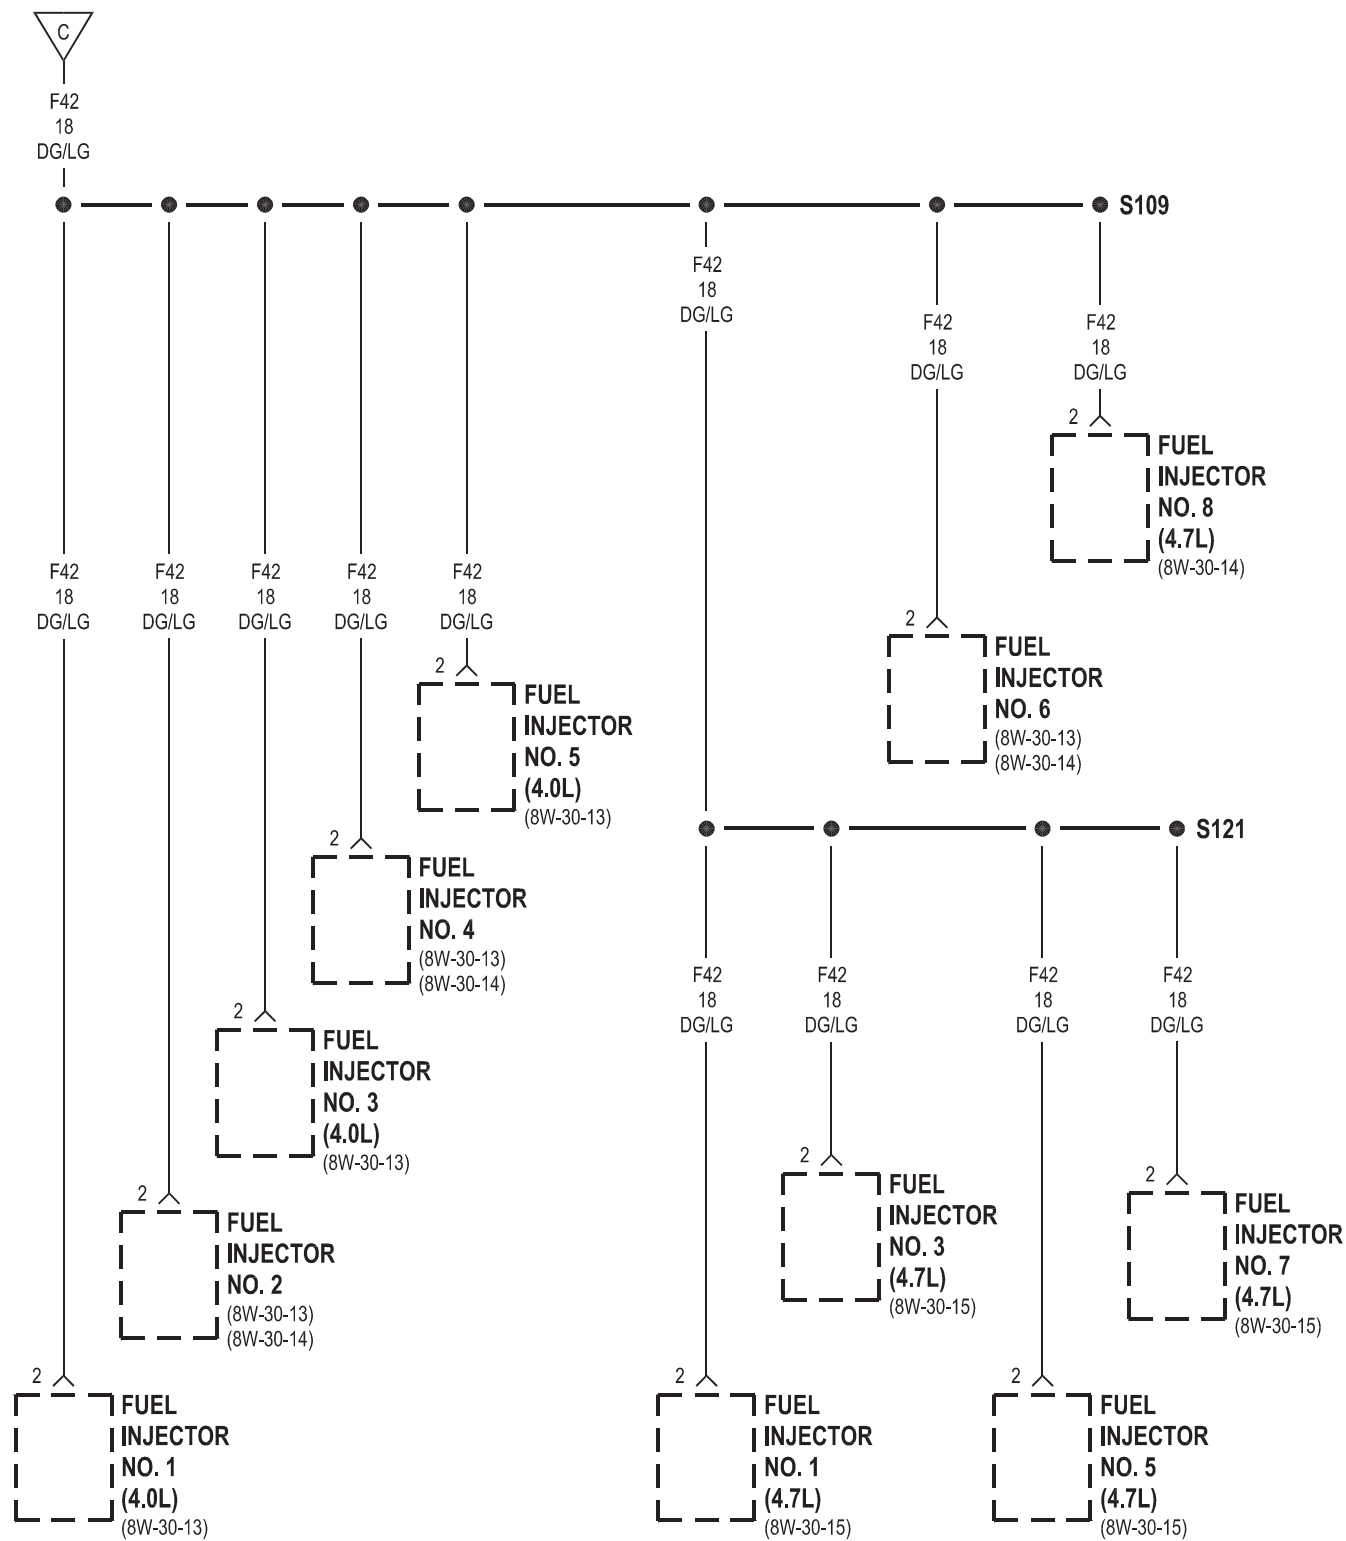 C
F42
18
DG/LG
S109
F42
18
DG/LG
F42
18
DG/LG
F42
18
DG/LG
2
FUEL
INJECTOR
NO. 8
(4.7L)
(8W-30-14)
F42
18
DG/LG
F42
18
DG/LG
F42
18
DG/LG
F42
18
DG/LG
F42
18
DG/LG
2
FUEL
INJECTOR
NO. 6
(8W-30-13)
(8W-30-14)
2
FUEL
INJECTOR
NO. 5
(4.0L)
(8W-30-13)
S121
2
FUEL
INJECTOR
NO. 4
(8W-30-13)
(8W-30-14)
F42
18
DG/LG
F42
18
DG/LG
F42
18
DG/LG
F42
18
DG/LG
2
FUEL
INJECTOR
NO. 3
(4.0L)
(8W-30-13)
2
FUEL
INJECTOR
NO. 3
(4.7L)
(8W-30-15)
2
FUEL
INJECTOR
NO. 7
(4.7L)
(8W-30-15)
2
FUEL
INJECTOR
NO. 2
(8W-30-13)
(8W-30-14)
2
FUEL
INJECTOR
NO. 1
(4.0L)
(8W-30-13)
2
FUEL
INJECTOR
NO. 1
(4.7L)
(8W-30-15)
2
FUEL
INJECTOR
NO. 5
(4.7L)
(8W-30-15)